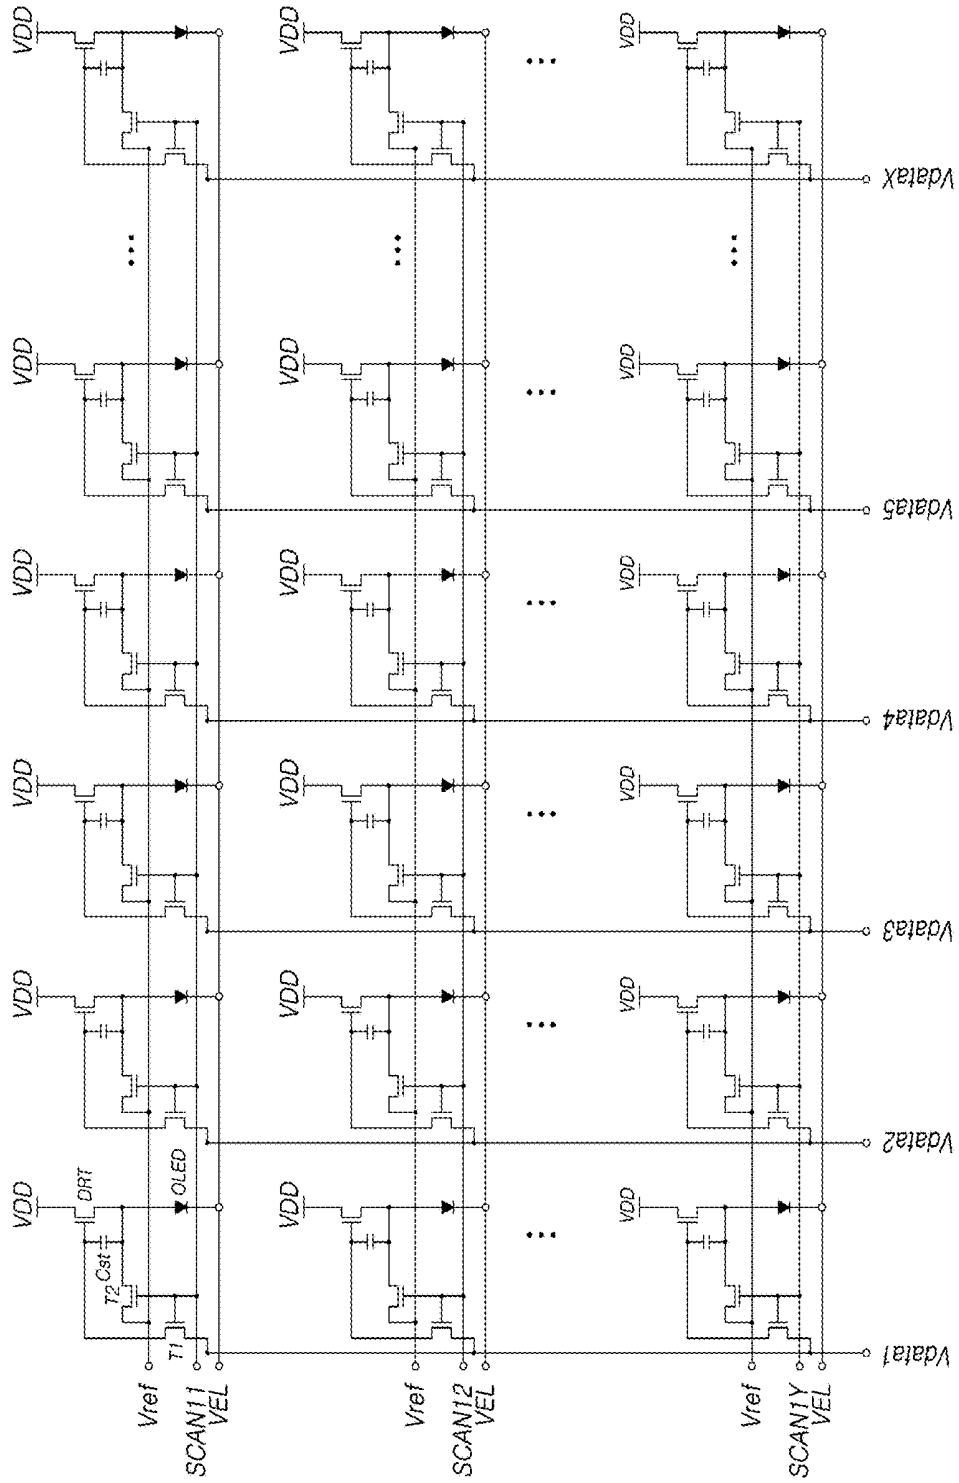 VDD
VDD
VDD
VDD
VDD
VDD
DRT
Cst
T2
T1
OLED
Vref
SCAN11
VEL
VDD
VDD
VDD
VDD
VDD
VDD
Vref
SCAN12
VEL
VDD
VDD
VDD
VDD
VDD
VDD
Vref
SCAN1Y
VEL
Vdata1
Vdata2
Vdata3
Vdata4
Vdata5
VdataX